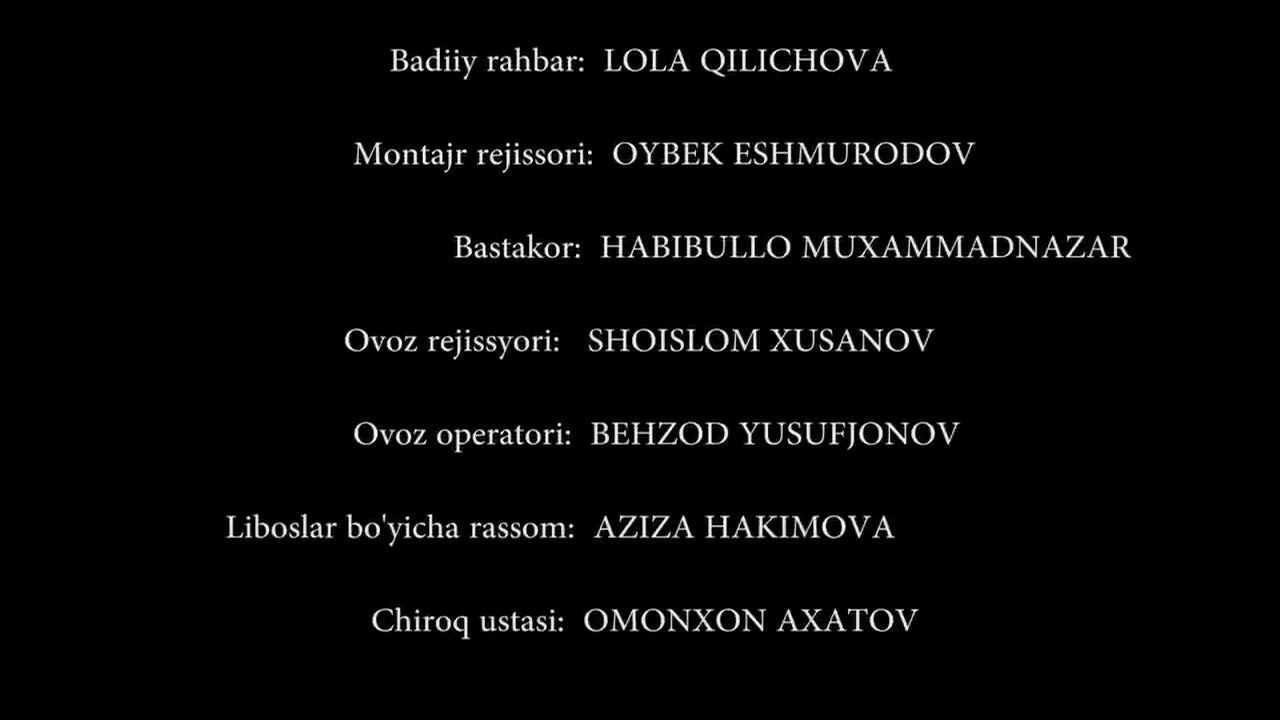 Badiiy rahbar: LOLA QILICHOVA
Montajr rejissori: OYBEK ESHMURODOV
Bastakor: HABIBULLO MUXAMMADNAZAR
Ovoz rejissyori: SHOISLOM XUSANOV
Ovoz operatori: BEHZOD YUSUFJONOV
Liboslar bo'yicha rassom: AZIZA HAKIMOVA
Chiroq ustasi: OMONXON AXATOV